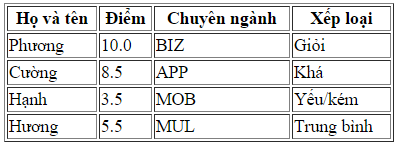 Họ và tên Điểm Chuyên ngành Xếp loại
Phương 10.0 BIZ Giỏi
Cường 8.5 APP Khá
Hạnh 3.5 MOB Yếu/kém
Hương 5.5 MUL Trung bình